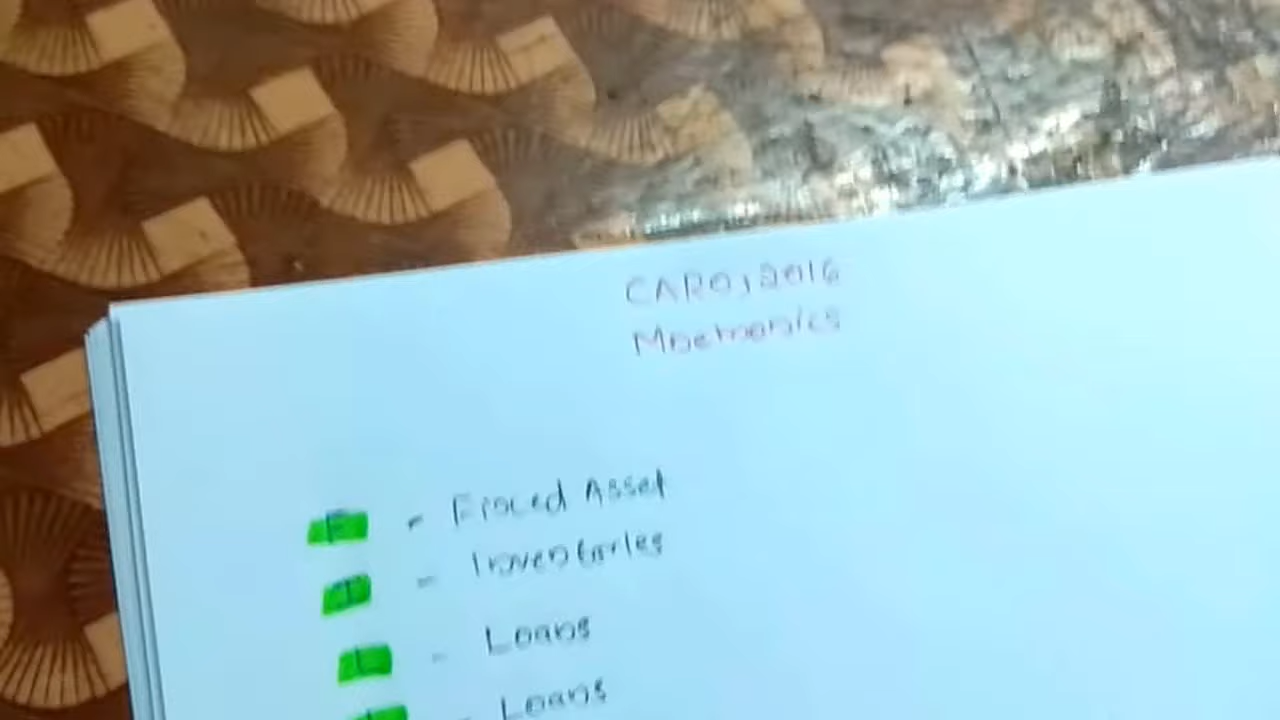 CARO, 2016
Mnemonics
F - Fixed Asset
I - Inventories
L - Loans
L - Loans